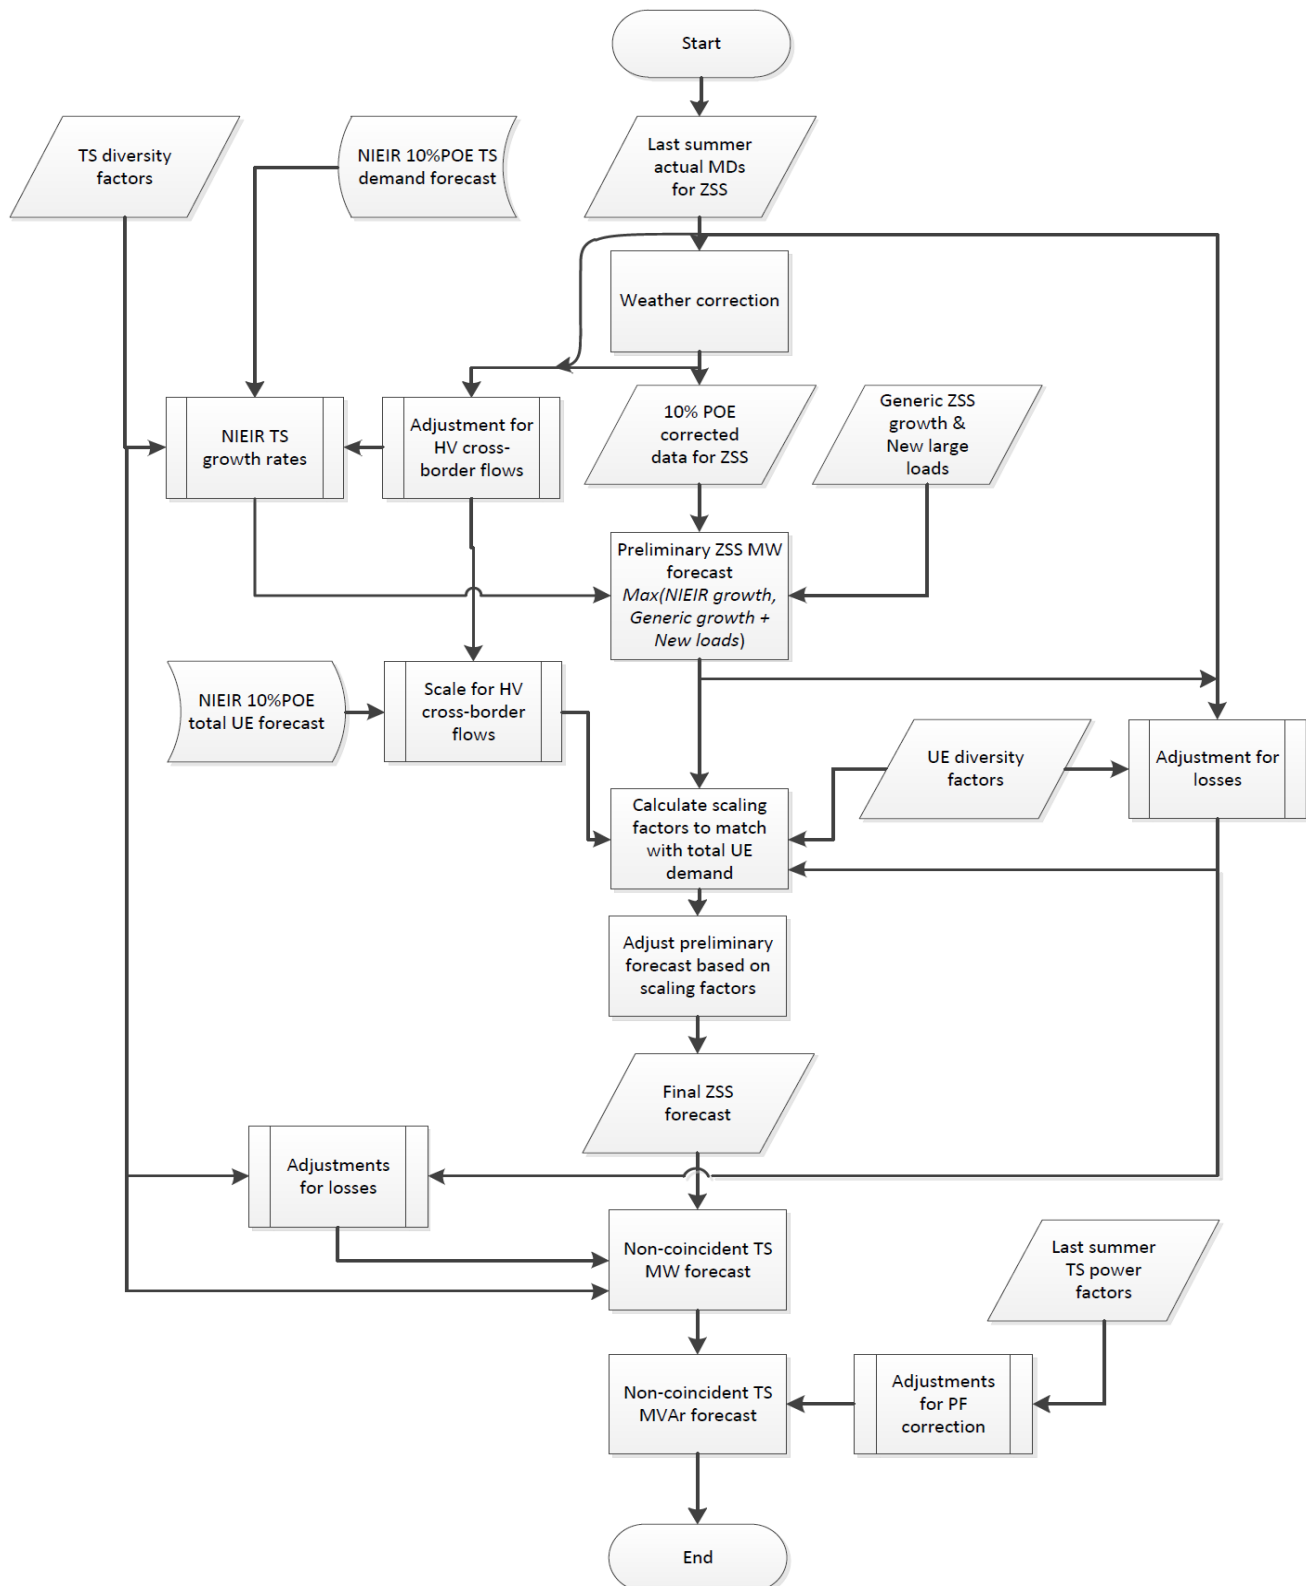 Start
TS diversity
factors
NIEIR 10%POE TS
demand forecast
Last summer
actual MDs
for ZSS
Weather correction
NIEIR TS
growth rates
Adjustment for
HV cross-
border flows
10% POE
corrected
data for ZSS
Generic ZSS
growth &
New large
loads
Preliminary ZSS MW
forecast
Max(NIEIR growth,
Generic growth +
New loads)
NIEIR 10%POE
total UE forecast
Scale for HV
cross-border
flows
UE diversity
factors
Adjustment for
losses
Calculate scaling
factors to match
with total UE
demand
Adjust preliminary
forecast based on
scaling factors
Final ZSS
forecast
Adjustments
for losses
Non-coincident TS
MW forecast
Last summer
TS power
factors
Non-coincident TS
MVAr forecast
Adjustments
for PF
correction
End